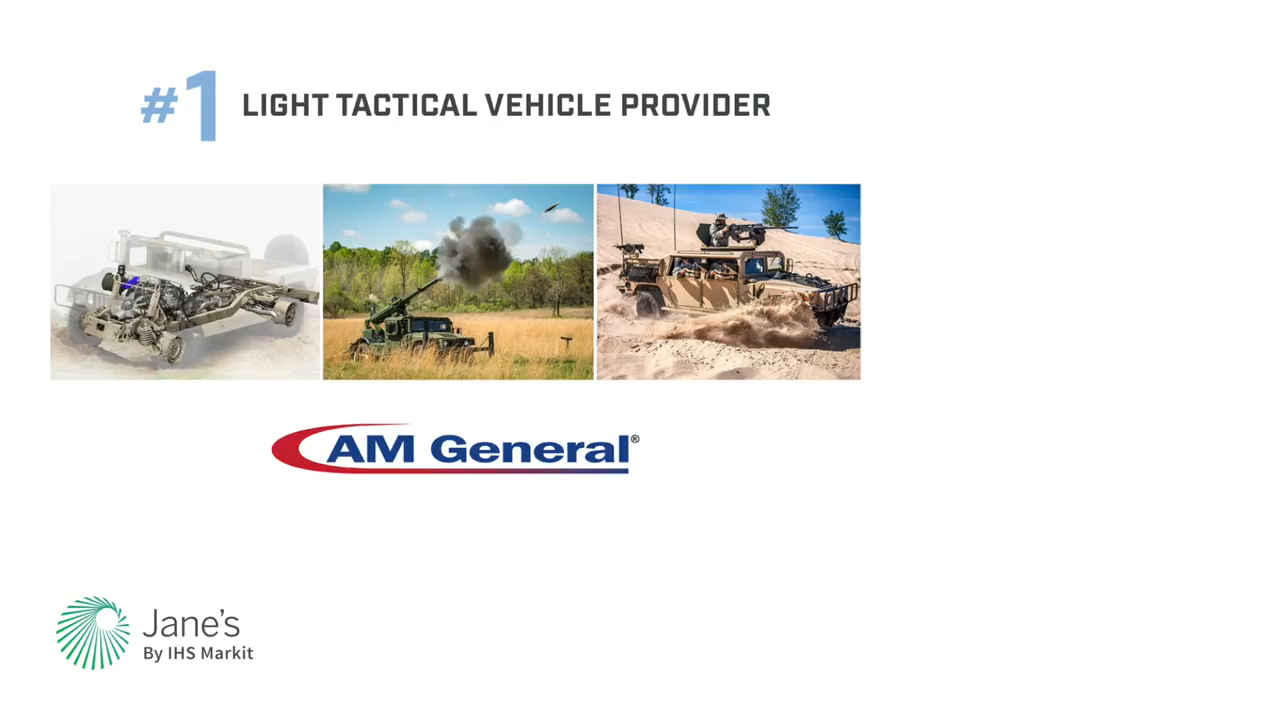 #1 LIGHT TACTICAL VEHICLE PROVIDER
AM General®
Jane's
By IHS Markit